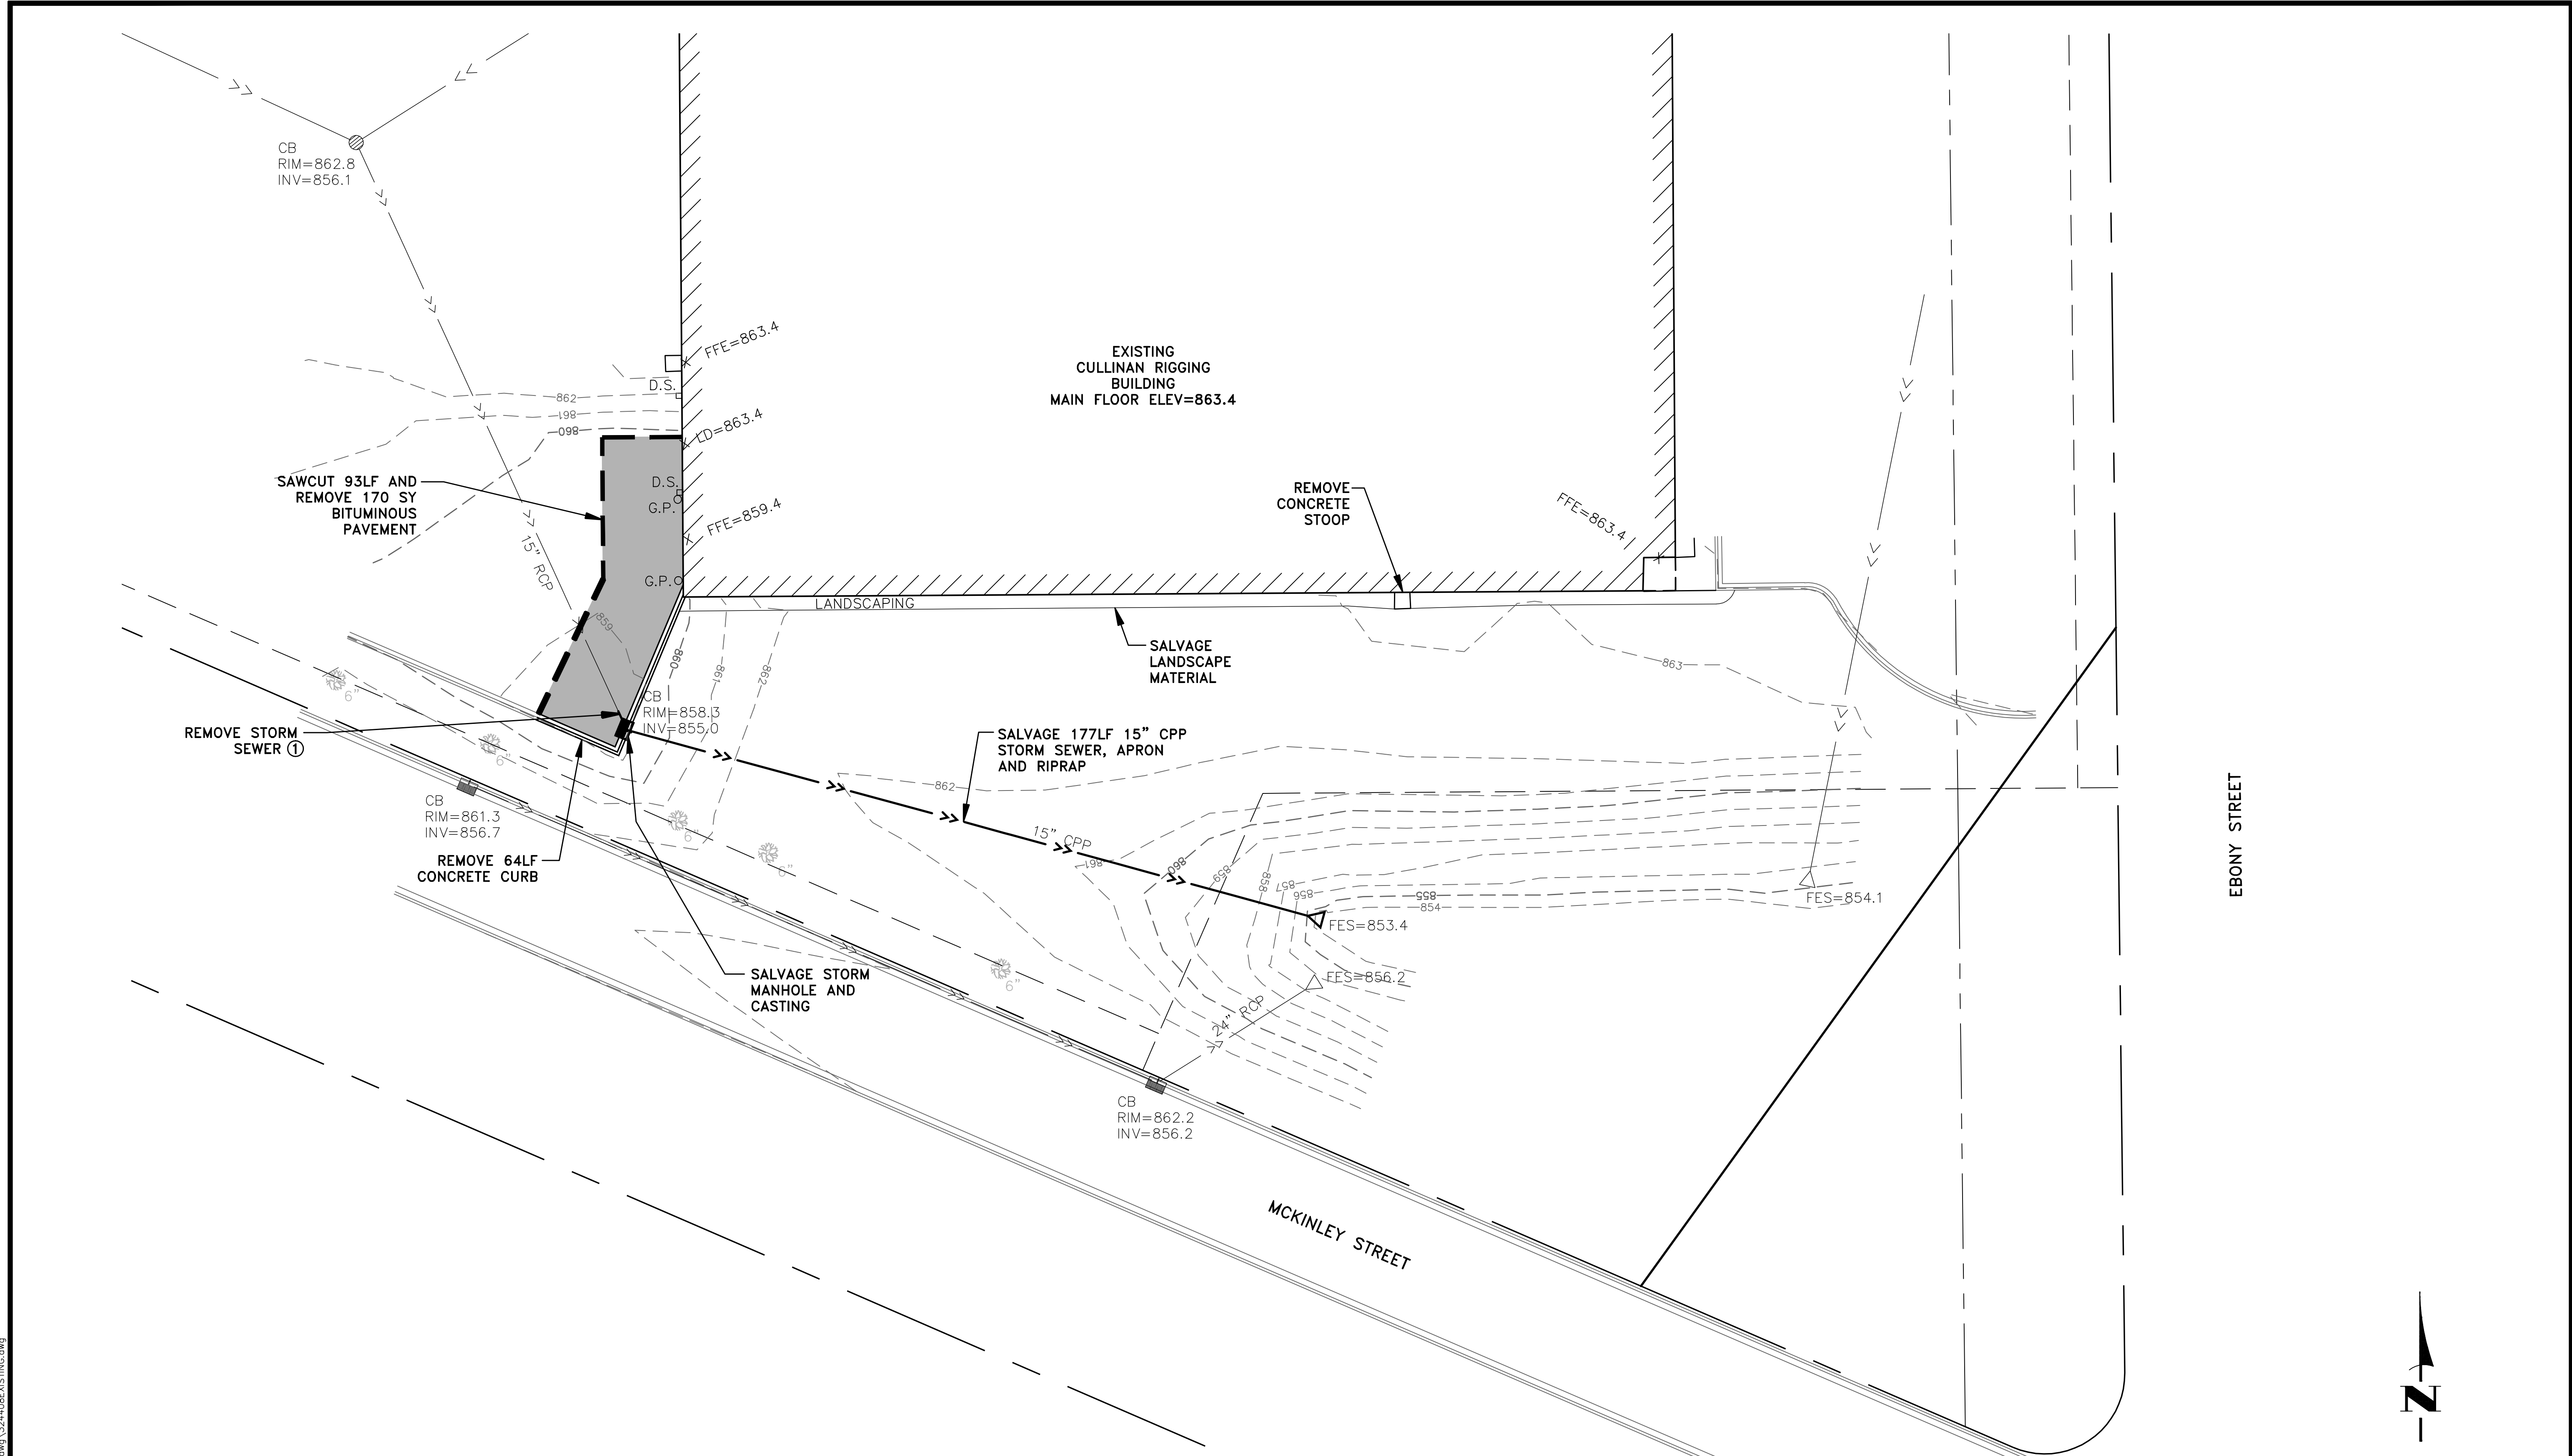 CB
RIM=862.8
INV=856.1
FFE=863.4
D.S.
862
861
860
LD=863.4
EXISTING
CULLINAN RIGGING
BUILDING
MAIN FLOOR ELEV=863.4
SAWCUT 93LF AND
REMOVE 170 SY
BITUMINOUS
PAVEMENT
D.S.
G.P.
FFE=859.4
15" RCP
G.P.
REMOVE
CONCRETE
STOOP
FFE=863.4
LANDSCAPING
859
860
861
862
SALVAGE
LANDSCAPE
MATERIAL
863
6"
CB
RIM=858.3
INV=855.0
REMOVE STORM
SEWER 1
6"
SALVAGE 177LF 15" CPP
STORM SEWER, APRON
AND RIPRAP
862
CB
RIM=861.3
INV=856.7
6"
15" CPP
REMOVE 64LF
CONCRETE CURB
6"
861
860
859
858
857
856
855
854
FES=853.4
FES=854.1
EBONY STREET
SALVAGE STORM
MANHOLE AND
CASTING
6"
FES=856.2
24" RCP
CB
RIM=862.2
INV=856.2
MCKINLEY STREET
N